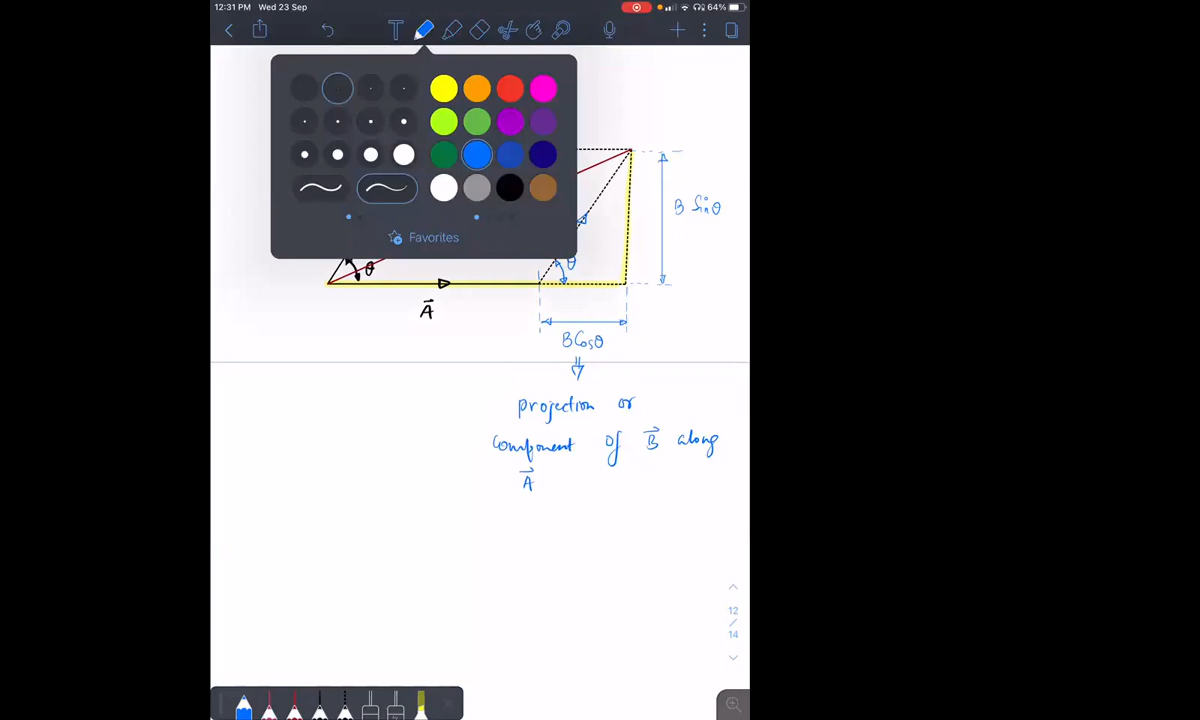 12:31 PM Wed 23 Sep 64%
T
Favorites
B Sinθ
θ
θ
A
BCosθ
projection or
component of B along
A
12
/
14